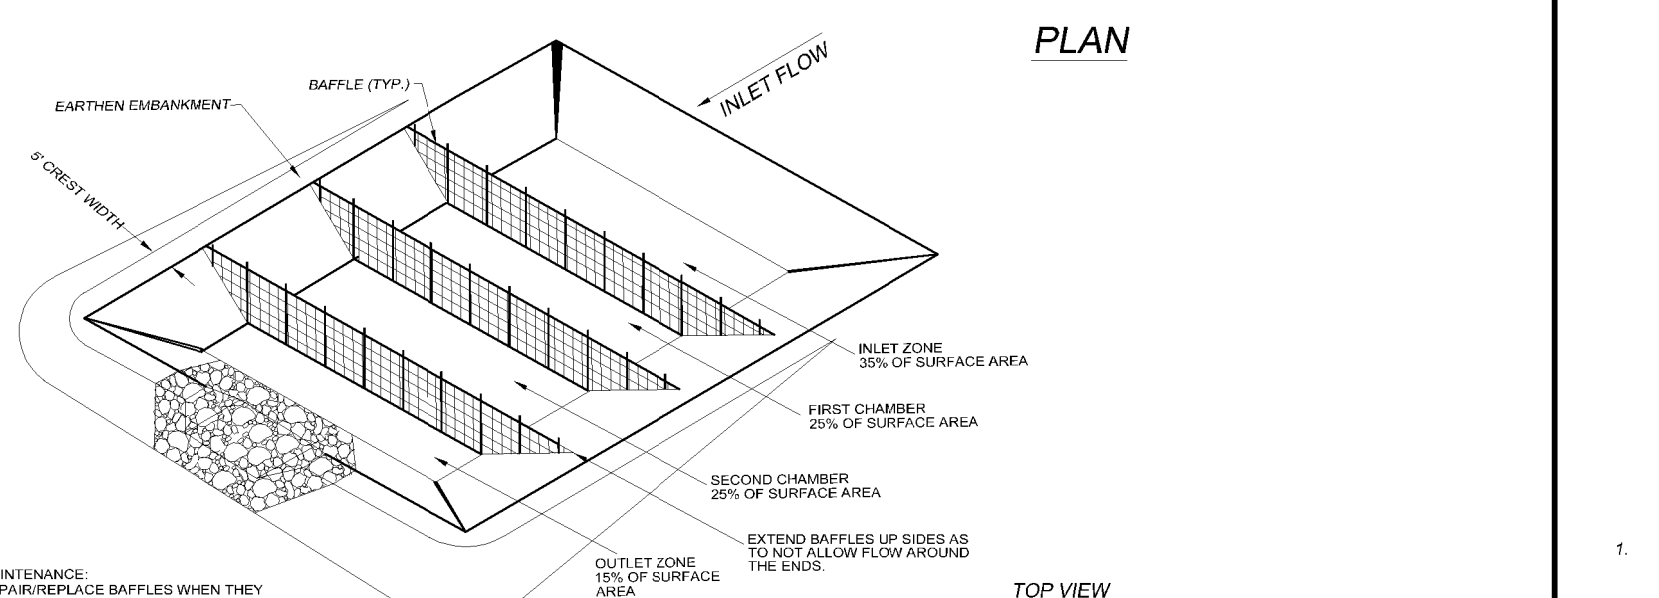 PLAN
INLET FLOW
BAFFLE (TYP.)
EARTHEN EMBANKMENT
5' CREST WIDTH
INLET ZONE
35% OF SURFACE AREA
FIRST CHAMBER
25% OF SURFACE AREA
SECOND CHAMBER
25% OF SURFACE AREA
EXTEND BAFFLES UP SIDES AS
TO NOT ALLOW FLOW AROUND
THE ENDS.
OUTLET ZONE
15% OF SURFACE
AREA
INTENANCE:
PAIR/REPLACE BAFFLES WHEN THEY
TOP VIEW
1.